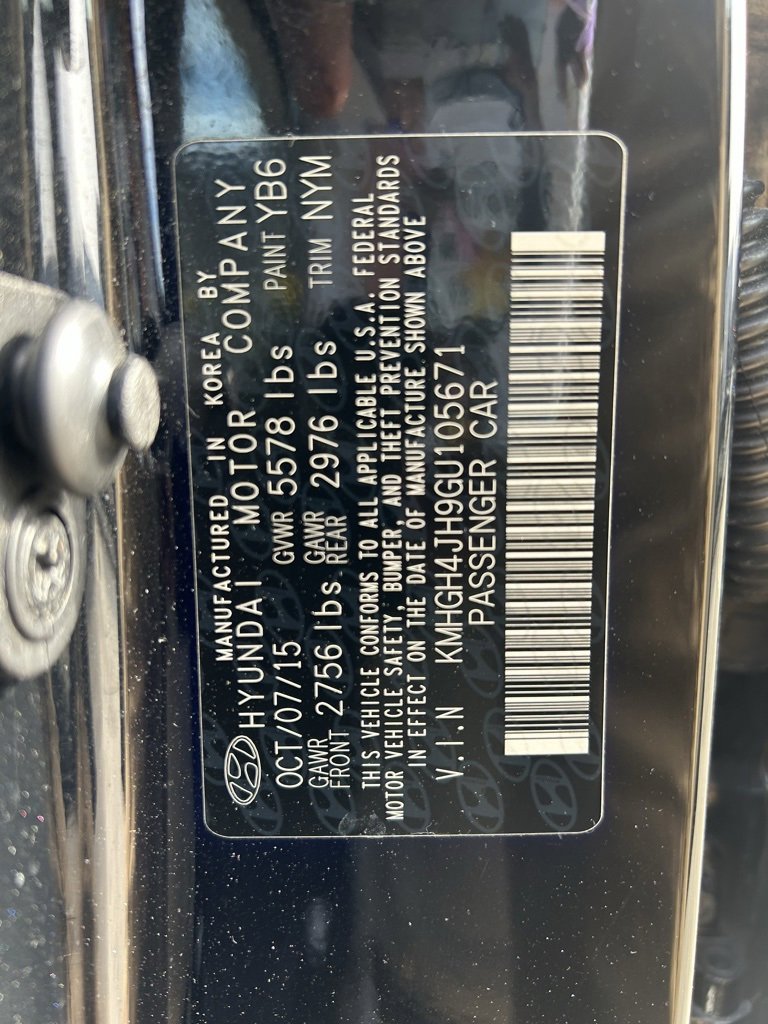 MANUFACTURED IN KOREA BY
HYUNDAI MOTOR COMPANY
OCT/07/15 GVWR 5578 lbs PAINT YB6
GAWR FRONT 2756 lbs GAWR REAR 2976 lbs TRIM NYM
THIS VEHICLE CONFORMS TO ALL APPLICABLE U.S.A. FEDERAL
MOTOR VEHICLE SAFETY, BUMPER, AND THEFT PREVENTION STANDARDS
IN EFFECT ON THE DATE OF MANUFACTURE SHOWN ABOVE
V.I.N KMHGH4JH9GU105671
PASSENGER CAR